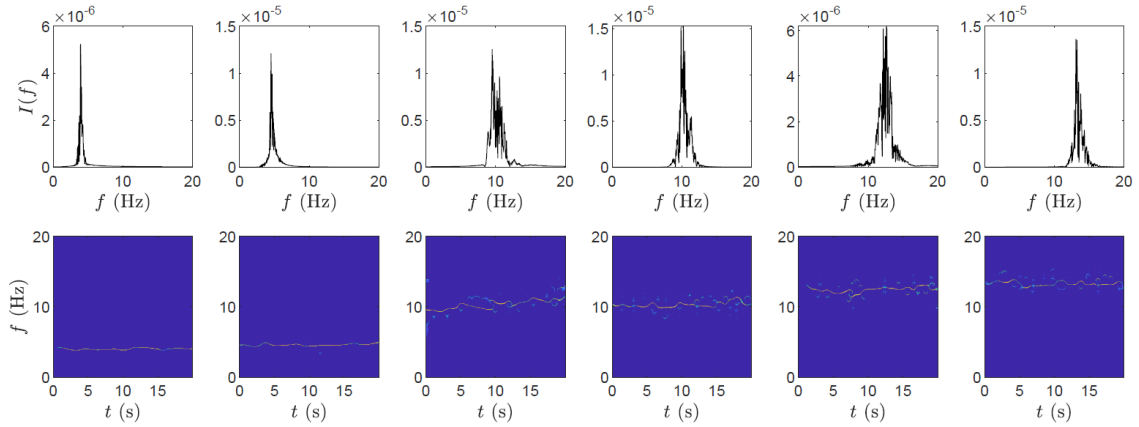 ×10⁻⁶ ×10⁻⁵ ×10⁻⁵ ×10⁻⁵ ×10⁻⁶ ×10⁻⁵
6 1.5 1.5 1.5 6 1.5
4 1 1 1 4 1
2 0.5 0.5 0.5 2 0.5
0 0 0 0 0 0
I(f)
0 10 20 0 10 20 0 10 20 0 10 20 0 10 20 0 10 20
f (Hz) f (Hz) f (Hz) f (Hz) f (Hz) f (Hz)
20 20 20 20 20 20
10 10 10 10 10 10
0 0 0 0 0 0
f (Hz)
0 5 10 15 0 5 10 15 0 5 10 15 0 5 10 15 0 5 10 15 0 5 10 15
t (s) t (s) t (s) t (s) t (s) t (s)